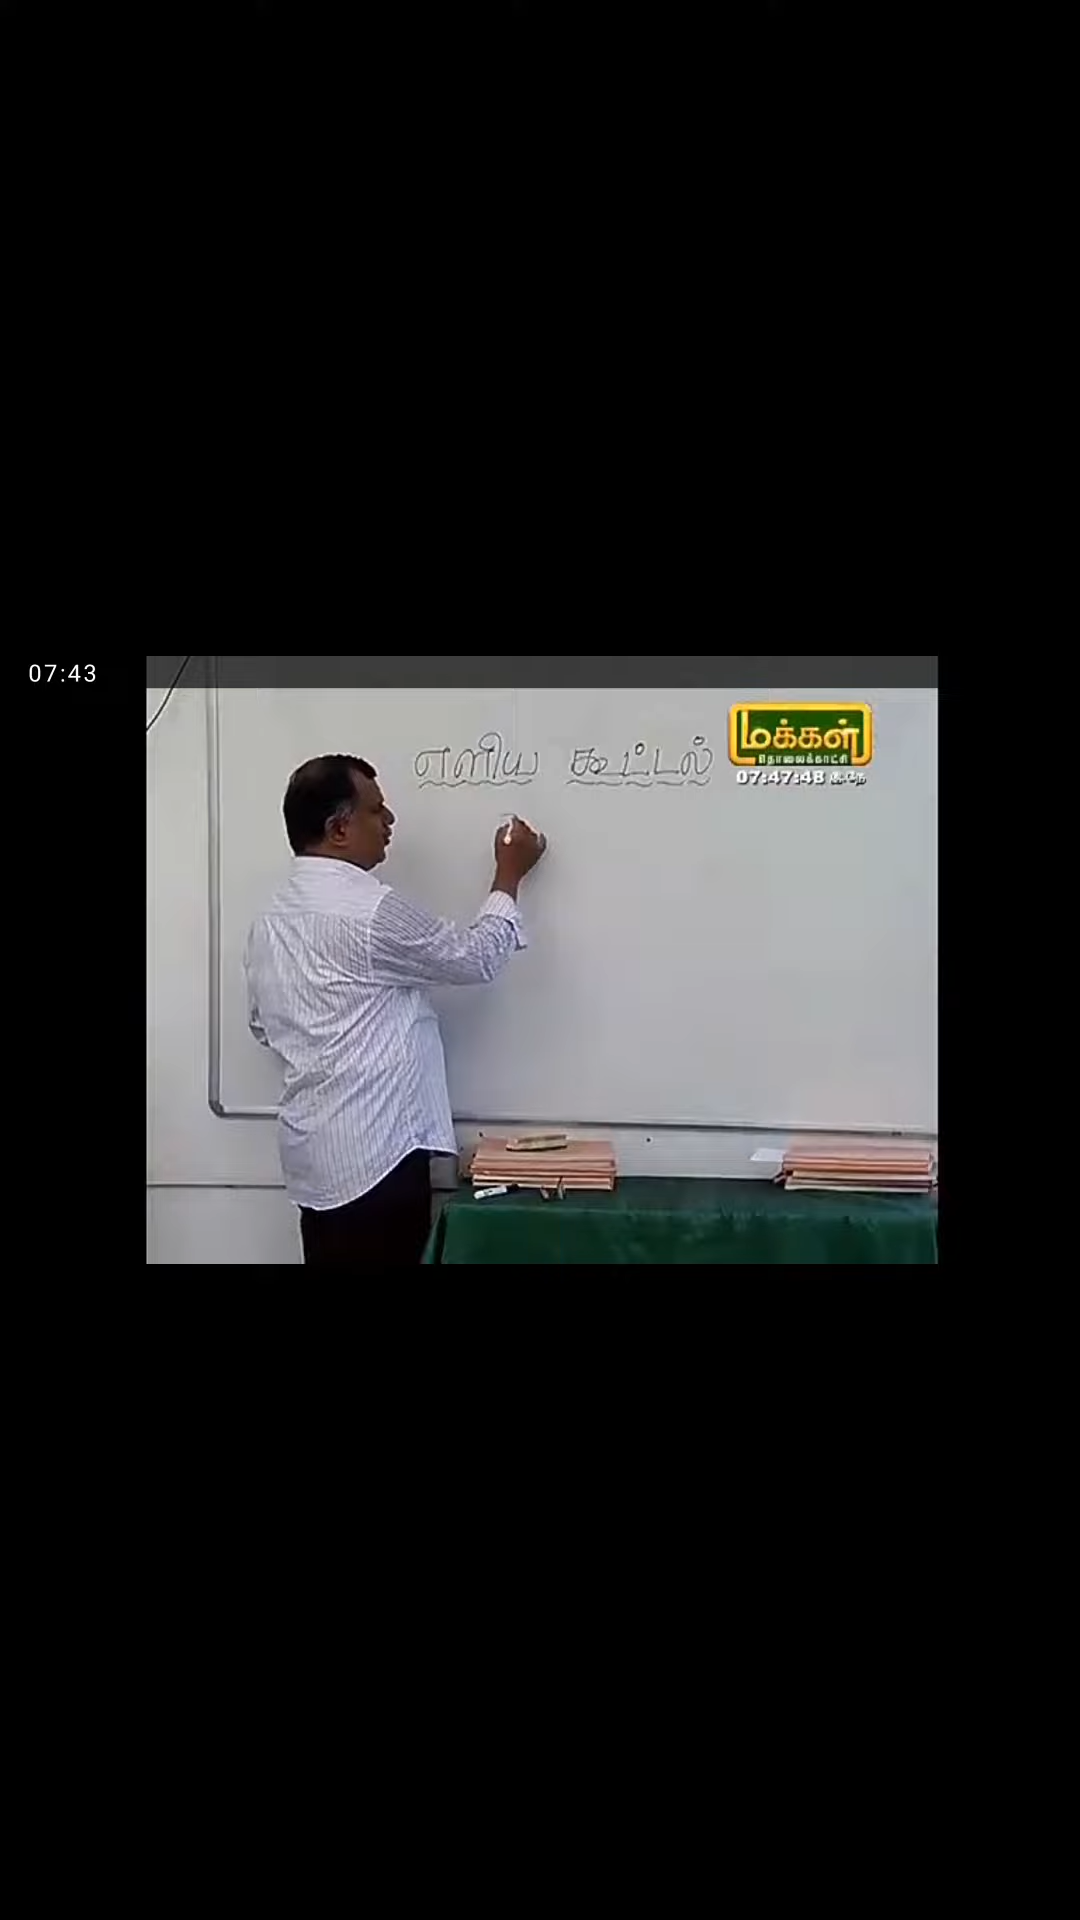 07:43
மக்கள்
தொலைக்காட்சி
07:47:48 கா.நே
எளிய கூட்டல்